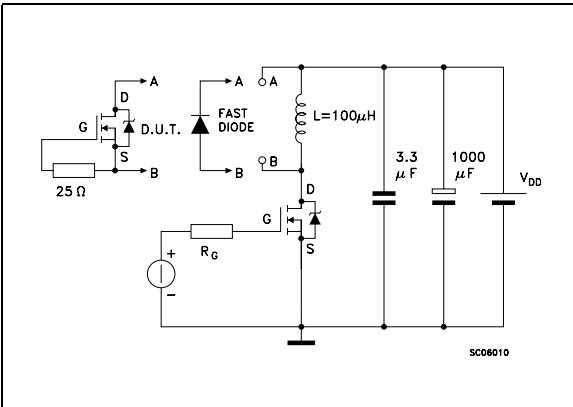 A
A
A
D
G
D.U.T.
FAST
DIODE
L=100μH
S
B
B
B
25 Ω
3.3
μF
1000
μF
VDD
D
G
S
RG
+
−
SC06010